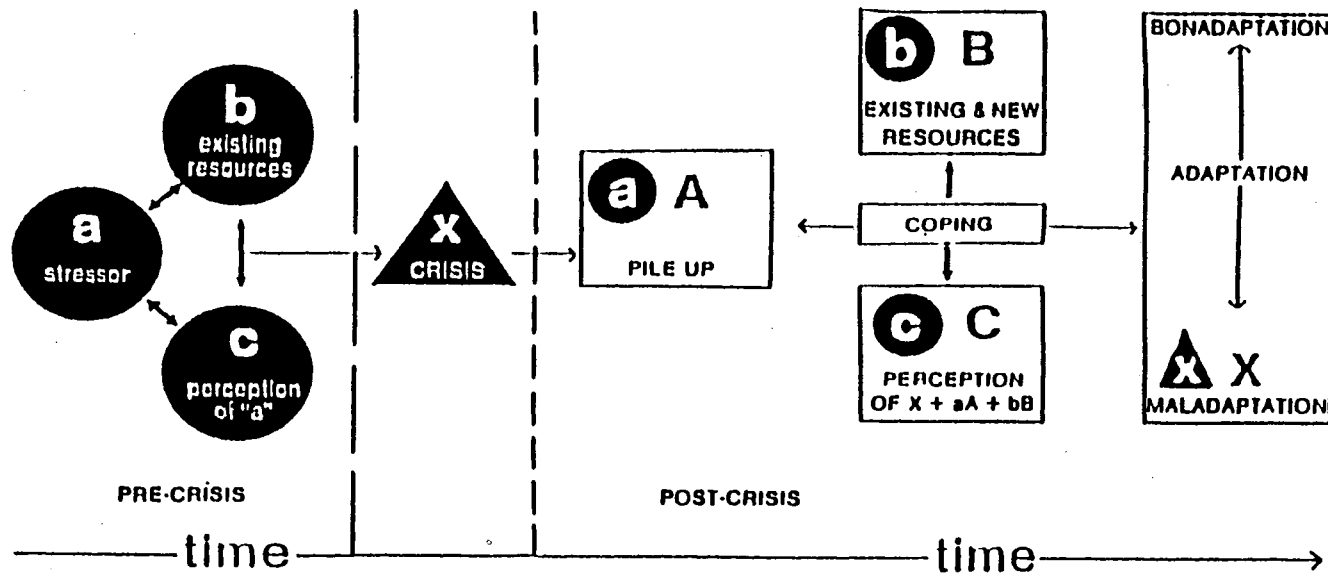 b
existing
resources
a
stressor
c
perception
of "a"
PRE-CRISIS
X
CRISIS
a A
PILE UP
b B
EXISTING & NEW
RESOURCES
COPING
c C
PERCEPTION
OF X + aA + bB
BONADAPTATION
ADAPTATION
x X
MALADAPTATION
POST-CRISIS
time
time